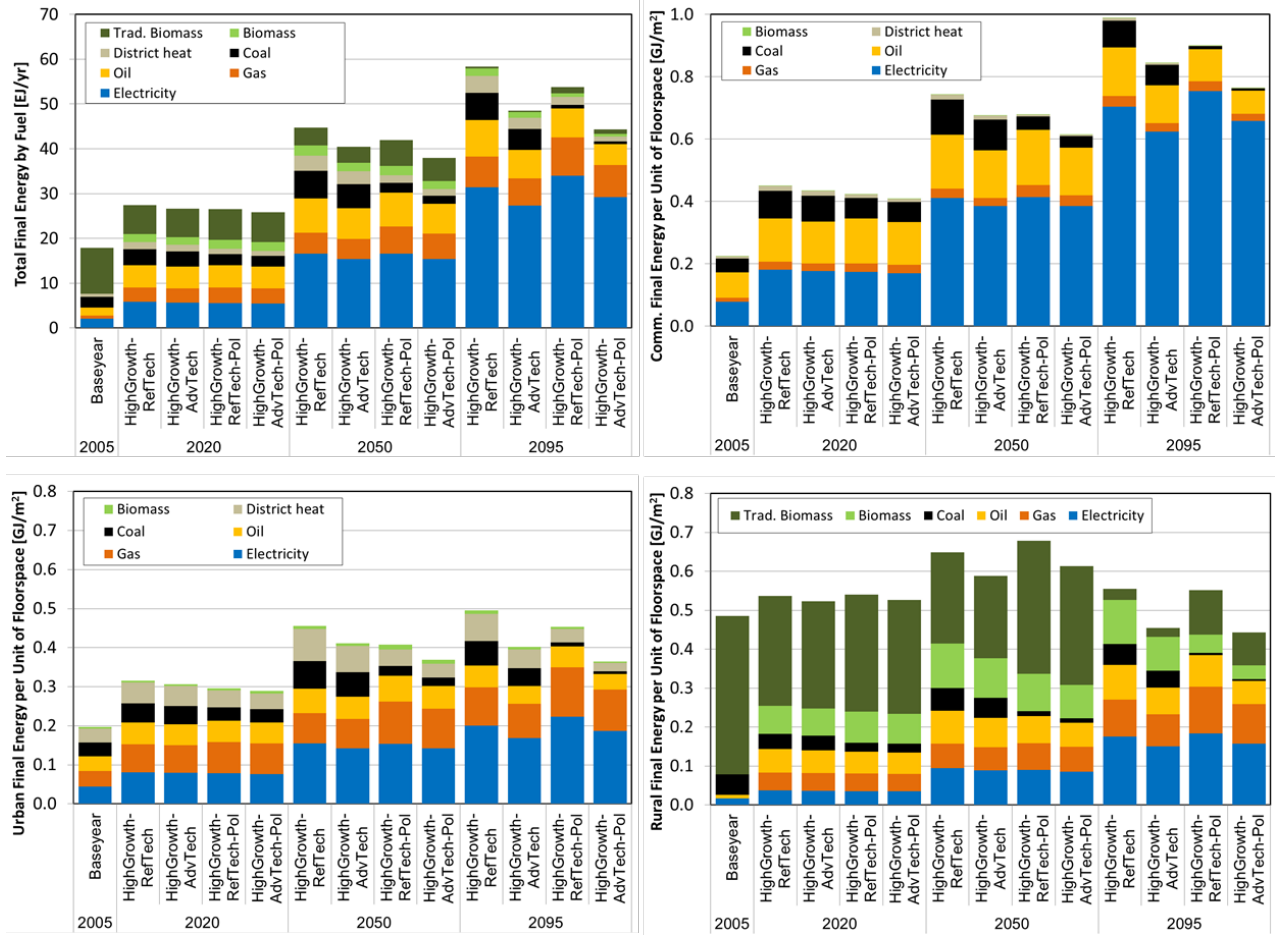 Total Final Energy by Fuel [EJ/yr]
70
60
50
40
30
20
10
0
Trad. Biomass
Biomass
District heat
Coal
Oil
Gas
Electricity
Baseyear
HighGrowth-
RefTech
HighGrowth-
AdvTech
HighGrowth-
RefTech-Pol
HighGrowth-
AdvTech-Pol
HighGrowth-
RefTech
HighGrowth-
AdvTech
HighGrowth-
RefTech-Pol
HighGrowth-
AdvTech-Pol
HighGrowth-
RefTech
HighGrowth-
AdvTech
HighGrowth-
RefTech-Pol
HighGrowth-
AdvTech-Pol
2005
2020
2050
2095
Comm. Final Energy per Unit of Floorspace [GJ/m²]
1.0
0.8
0.6
0.4
0.2
0.0
Biomass
District heat
Coal
Oil
Gas
Electricity
Baseyear
HighGrowth-
RefTech
HighGrowth-
AdvTech
HighGrowth-
RefTech-Pol
HighGrowth-
AdvTech-Pol
HighGrowth-
RefTech
HighGrowth-
AdvTech
HighGrowth-
RefTech-Pol
HighGrowth-
AdvTech-Pol
HighGrowth-
RefTech
HighGrowth-
AdvTech
HighGrowth-
RefTech-Pol
HighGrowth-
AdvTech-Pol
2005
2020
2050
2095
Urban Final Energy per Unit of Floorspace [GJ/m²]
0.8
0.7
0.6
0.5
0.4
0.3
0.2
0.1
0.0
Biomass
District heat
Coal
Oil
Gas
Electricity
Baseyear
HighGrowth-
RefTech
HighGrowth-
AdvTech
HighGrowth-
RefTech-Pol
HighGrowth-
AdvTech-Pol
HighGrowth-
RefTech
HighGrowth-
AdvTech
HighGrowth-
RefTech-Pol
HighGrowth-
AdvTech-Pol
HighGrowth-
RefTech
HighGrowth-
AdvTech
HighGrowth-
RefTech-Pol
HighGrowth-
AdvTech-Pol
2005
2020
2050
2095
Rural Final Energy per Unit of Floorspace [GJ/m²]
0.8
0.7
0.6
0.5
0.4
0.3
0.2
0.1
0.0
Trad. Biomass
Biomass
Coal
Oil
Gas
Electricity
Baseyear
HighGrowth-
RefTech
HighGrowth-
AdvTech
HighGrowth-
RefTech-Pol
HighGrowth-
AdvTech-Pol
HighGrowth-
RefTech
HighGrowth-
AdvTech
HighGrowth-
RefTech-Pol
HighGrowth-
AdvTech-Pol
HighGrowth-
RefTech
HighGrowth-
AdvTech
HighGrowth-
RefTech-Pol
HighGrowth-
AdvTech-Pol
2005
2020
2050
2095